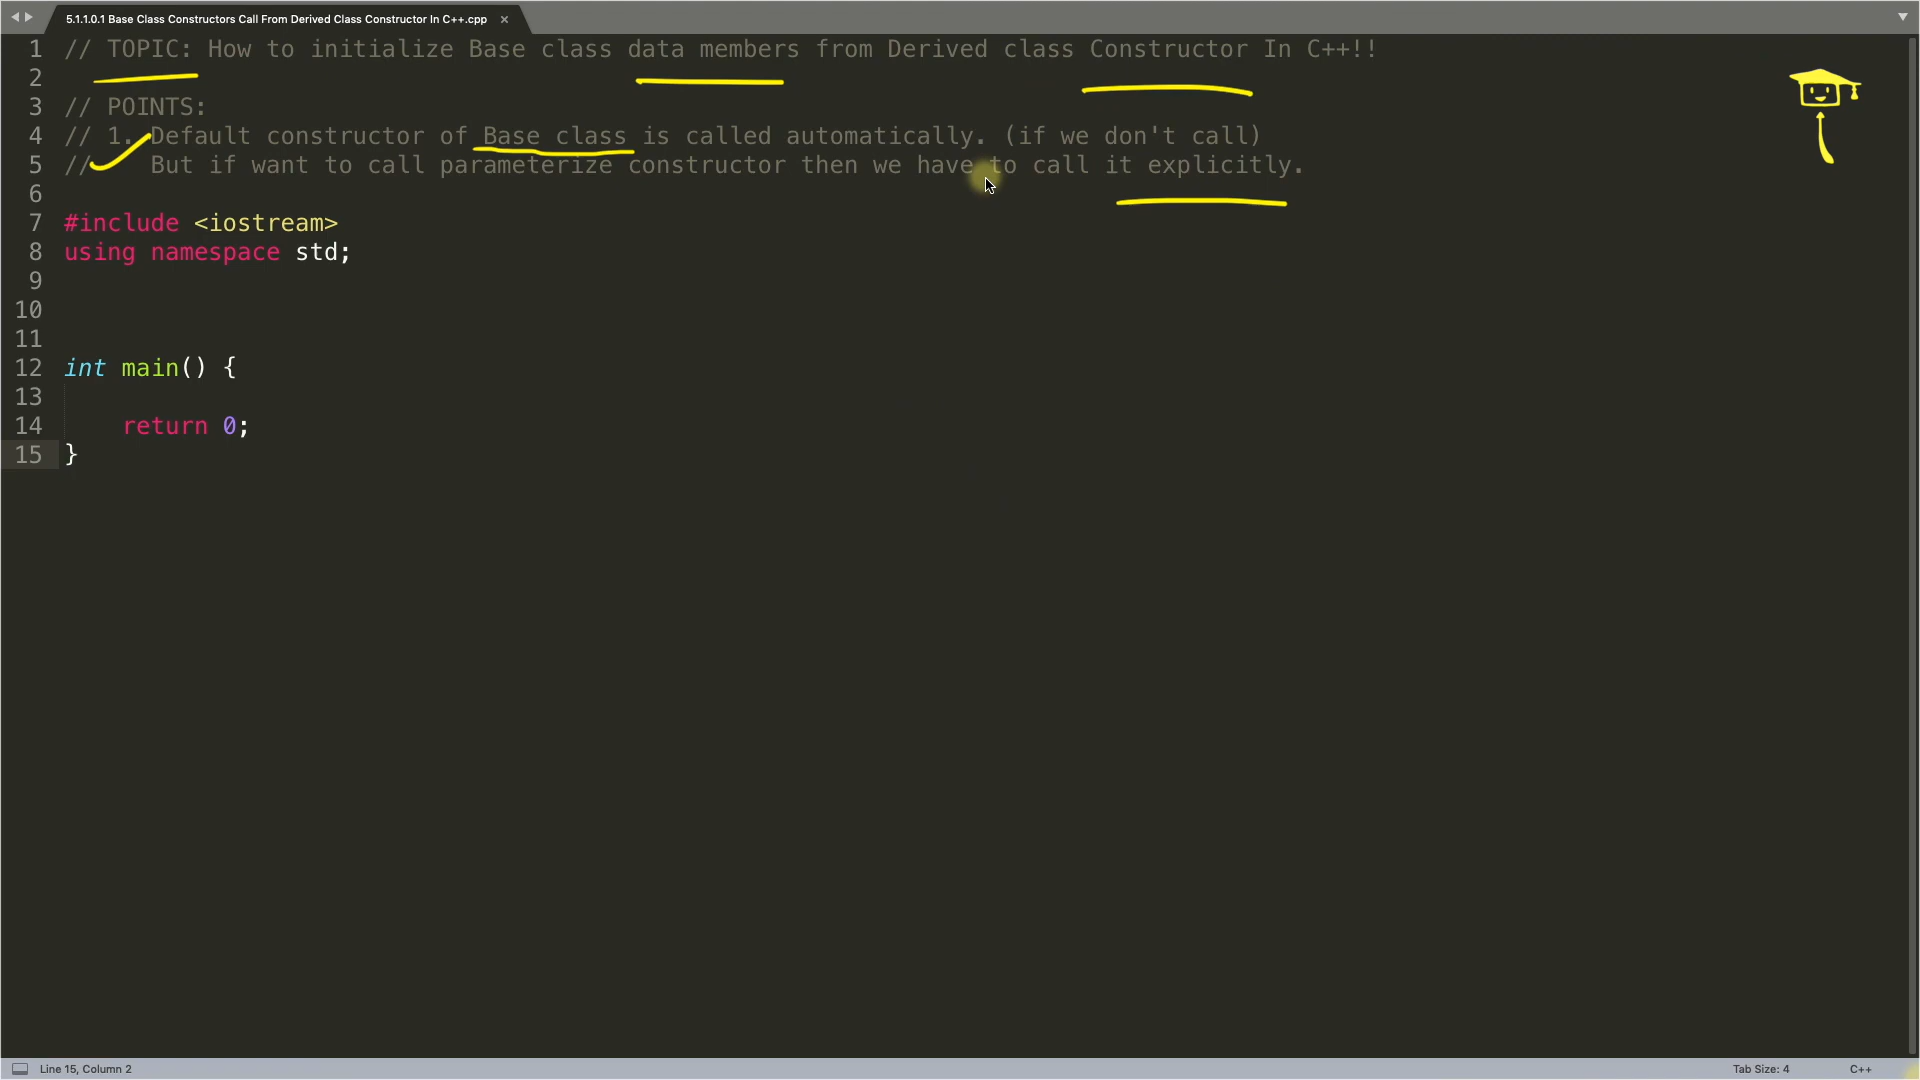 5.1.1.0.1 Base Class Constructors Call From Derived Class Constructor In C++.cpp ×
1 // TOPIC: How to initialize Base class data members from Derived class Constructor In C++!!
2
3 // POINTS:
4 // 1. Default constructor of Base class is called automatically. (if we don't call)
5 // But if want to call parameterize constructor then we have to call it explicitly.
6
7 #include <iostream>
8 using namespace std;
9
10
11
12 int main() {
13
14 return 0;
15 }
Line 15, Column 2
Tab Size: 4
C++